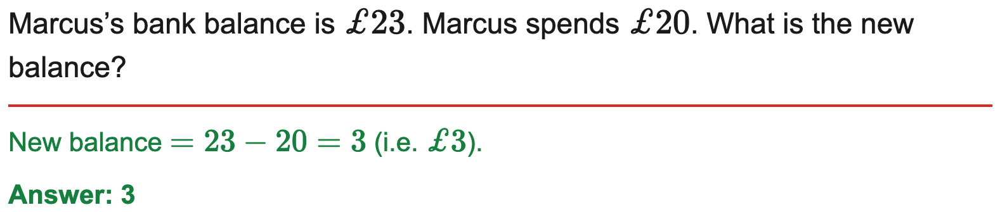 Marcus’s bank balance is £23. Marcus spends £20. What is the new
balance?
New balance = 23 − 20 = 3 (i.e. £3).
Answer: 3